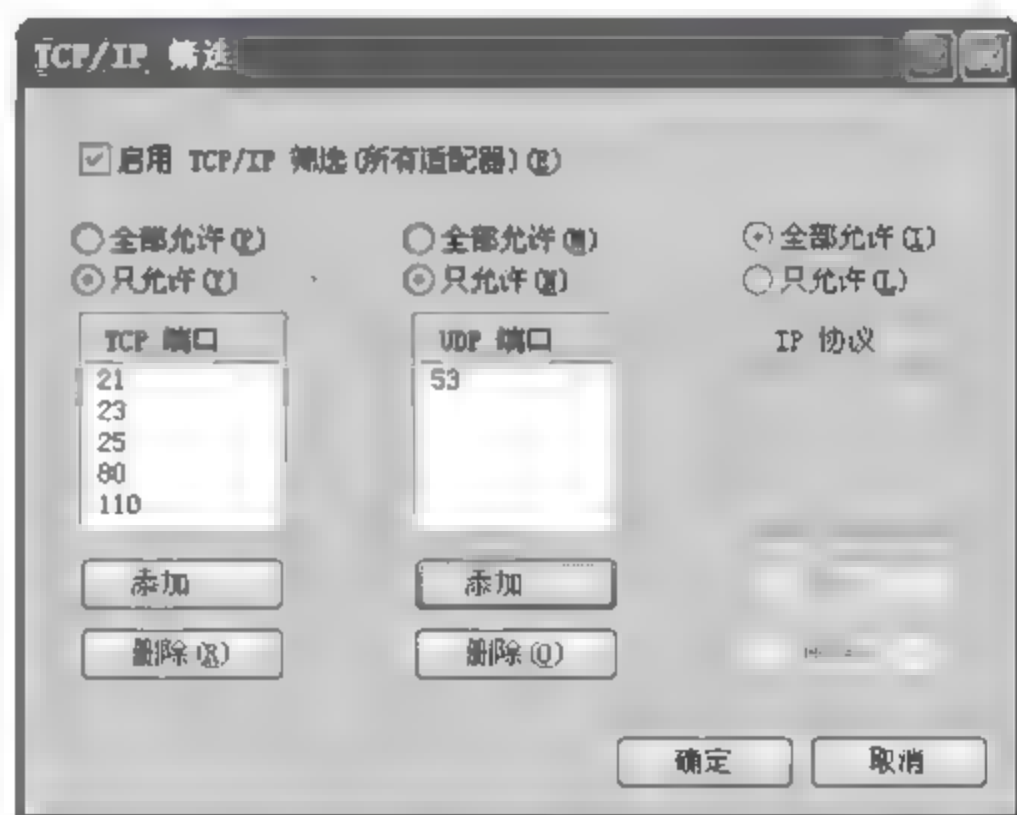 TCP/IP 筛选
启用 TCP/IP 筛选(所有适配器)(E)
全部允许(P) 全部允许(M) 全部允许(I)
只允许(Y) 只允许(N) 只允许(L)
TCP 端口 UDP 端口 IP 协议
21 53
23
25
80
110
添加 添加
删除(R) 删除(O)
确定 取消